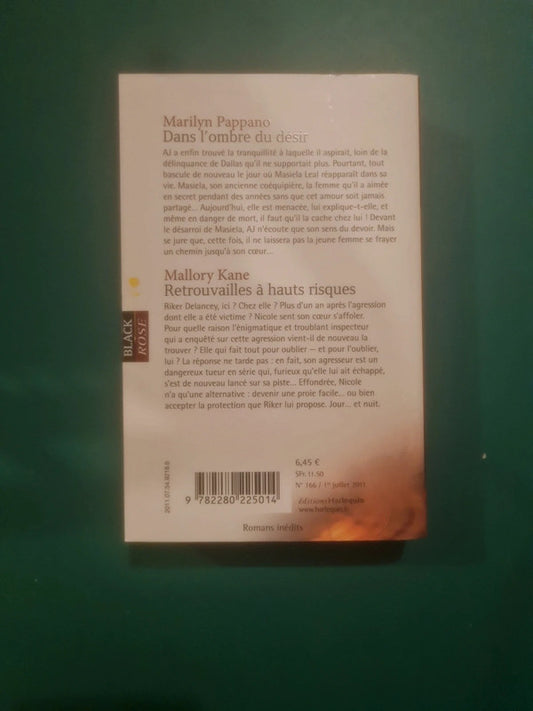 Marilyn Pappano
Dans l'ombre du désir
AJ a enfin trouvé la tranquillité à laquelle il aspirait, loin de la
délinquance de Dallas qu'il ne supportait plus. Pourtant, tout
bascule de nouveau le jour où Masiela Leal réapparaît dans sa
vie. Masiela, son ancienne coéquipière, la femme qu'il a aimée
en secret pendant des années sans que cet amour soit jamais
partagé... Aujourd'hui, elle est menacée, lui explique-t-elle, et
même en danger de mort, il faut qu'il la cache chez lui ! Devant
le désarroi de Masiela, AJ n'écoute que son sens du devoir. Mais
se jure que, cette fois, il ne laissera pas la jeune femme se frayer
un chemin jusqu'à son cœur...
Mallory Kane
Retrouvailles à hauts risques
Riker Delancey, ici ? Chez elle ? Plus d'un an après l'agression
dont elle a été victime ? Nicole sent son cœur s'affoler.
Pour quelle raison l'énigmatique et troublant inspecteur
qui a enquêté sur cette agression vient-il de nouveau la
trouver ? Elle qui fait tout pour oublier – et pour l'oublier,
lui ? La réponse ne tarde pas : en fait, son agresseur est un
dangereux tueur en série qui, furieux qu'elle lui ait échappé,
s'est de nouveau lancé sur sa piste... Effondrée, Nicole
n'a qu'une alternative : devenir une proie facile... ou bien
accepter la protection que Riker lui propose. Jour... et nuit.
BLACK
ROSE
6,45 €
SFr. 11.50
N° 166 / 1er juillet 2011
éditions Harlequin
www.harlequin.fr
9 782280 225014
Romans inédits